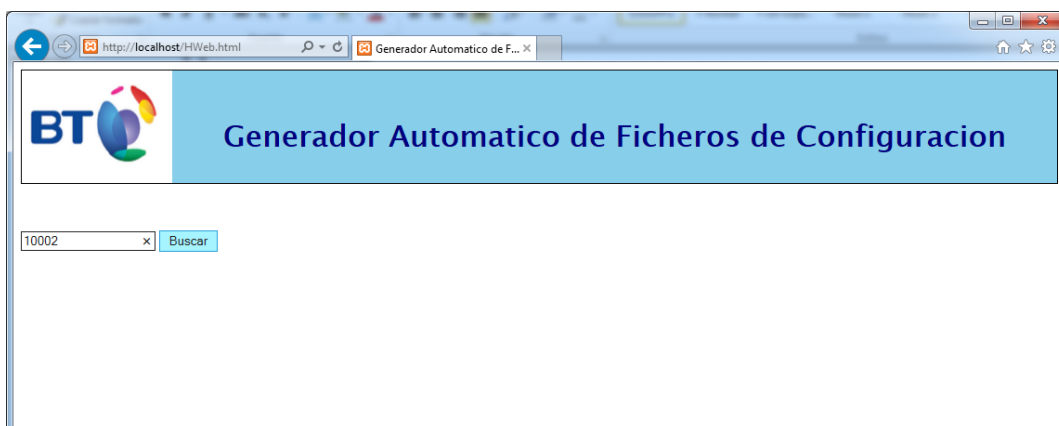 http://localhost/HWeb.html
Generador Automatico de F...
BT
Generador Automatico de Ficheros de Configuracion
10002
Buscar